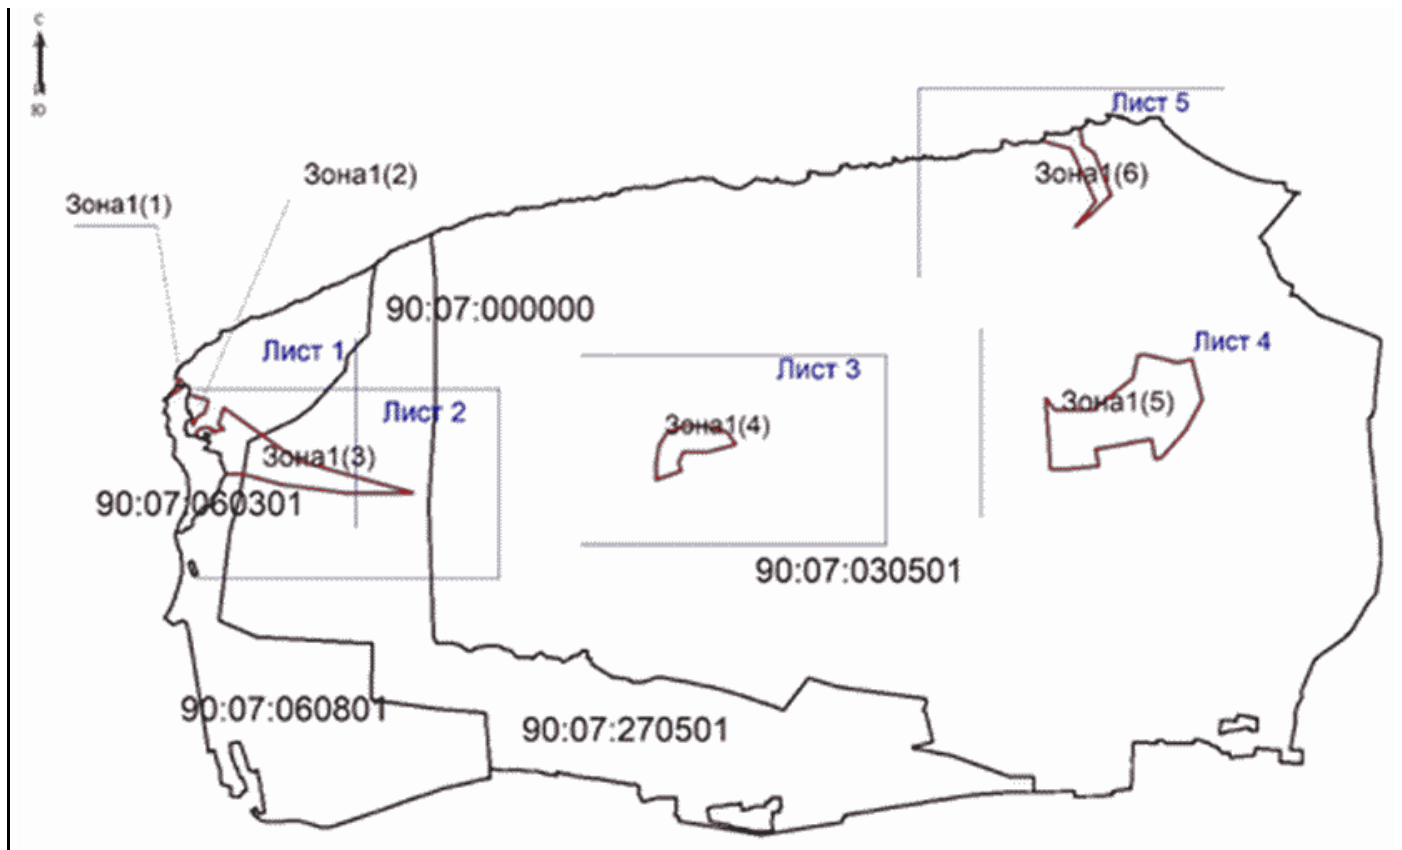 С
Ю
Лист 5
Зона1(2)
Зона1(6)
Зона1(1)
90:07:000000
Лист 1
Лист 4
Лист 3
Лист 2
Зона1(5)
Зона1(4)
Зона1(3)
90:07:060301
90:07:030501
90:07:060801
90:07:270501